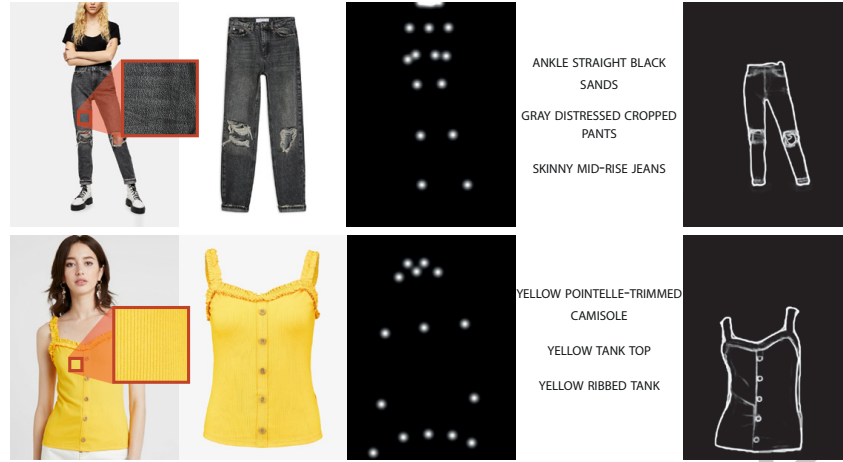 ANKLE STRAIGHT BLACK
SANDS
GRAY DISTRESSED CROPPED
PANTS
SKINNY MID-RISE JEANS
YELLOW POINTELLE-TRIMMED
CAMISOLE
YELLOW TANK TOP
YELLOW RIBBED TANK